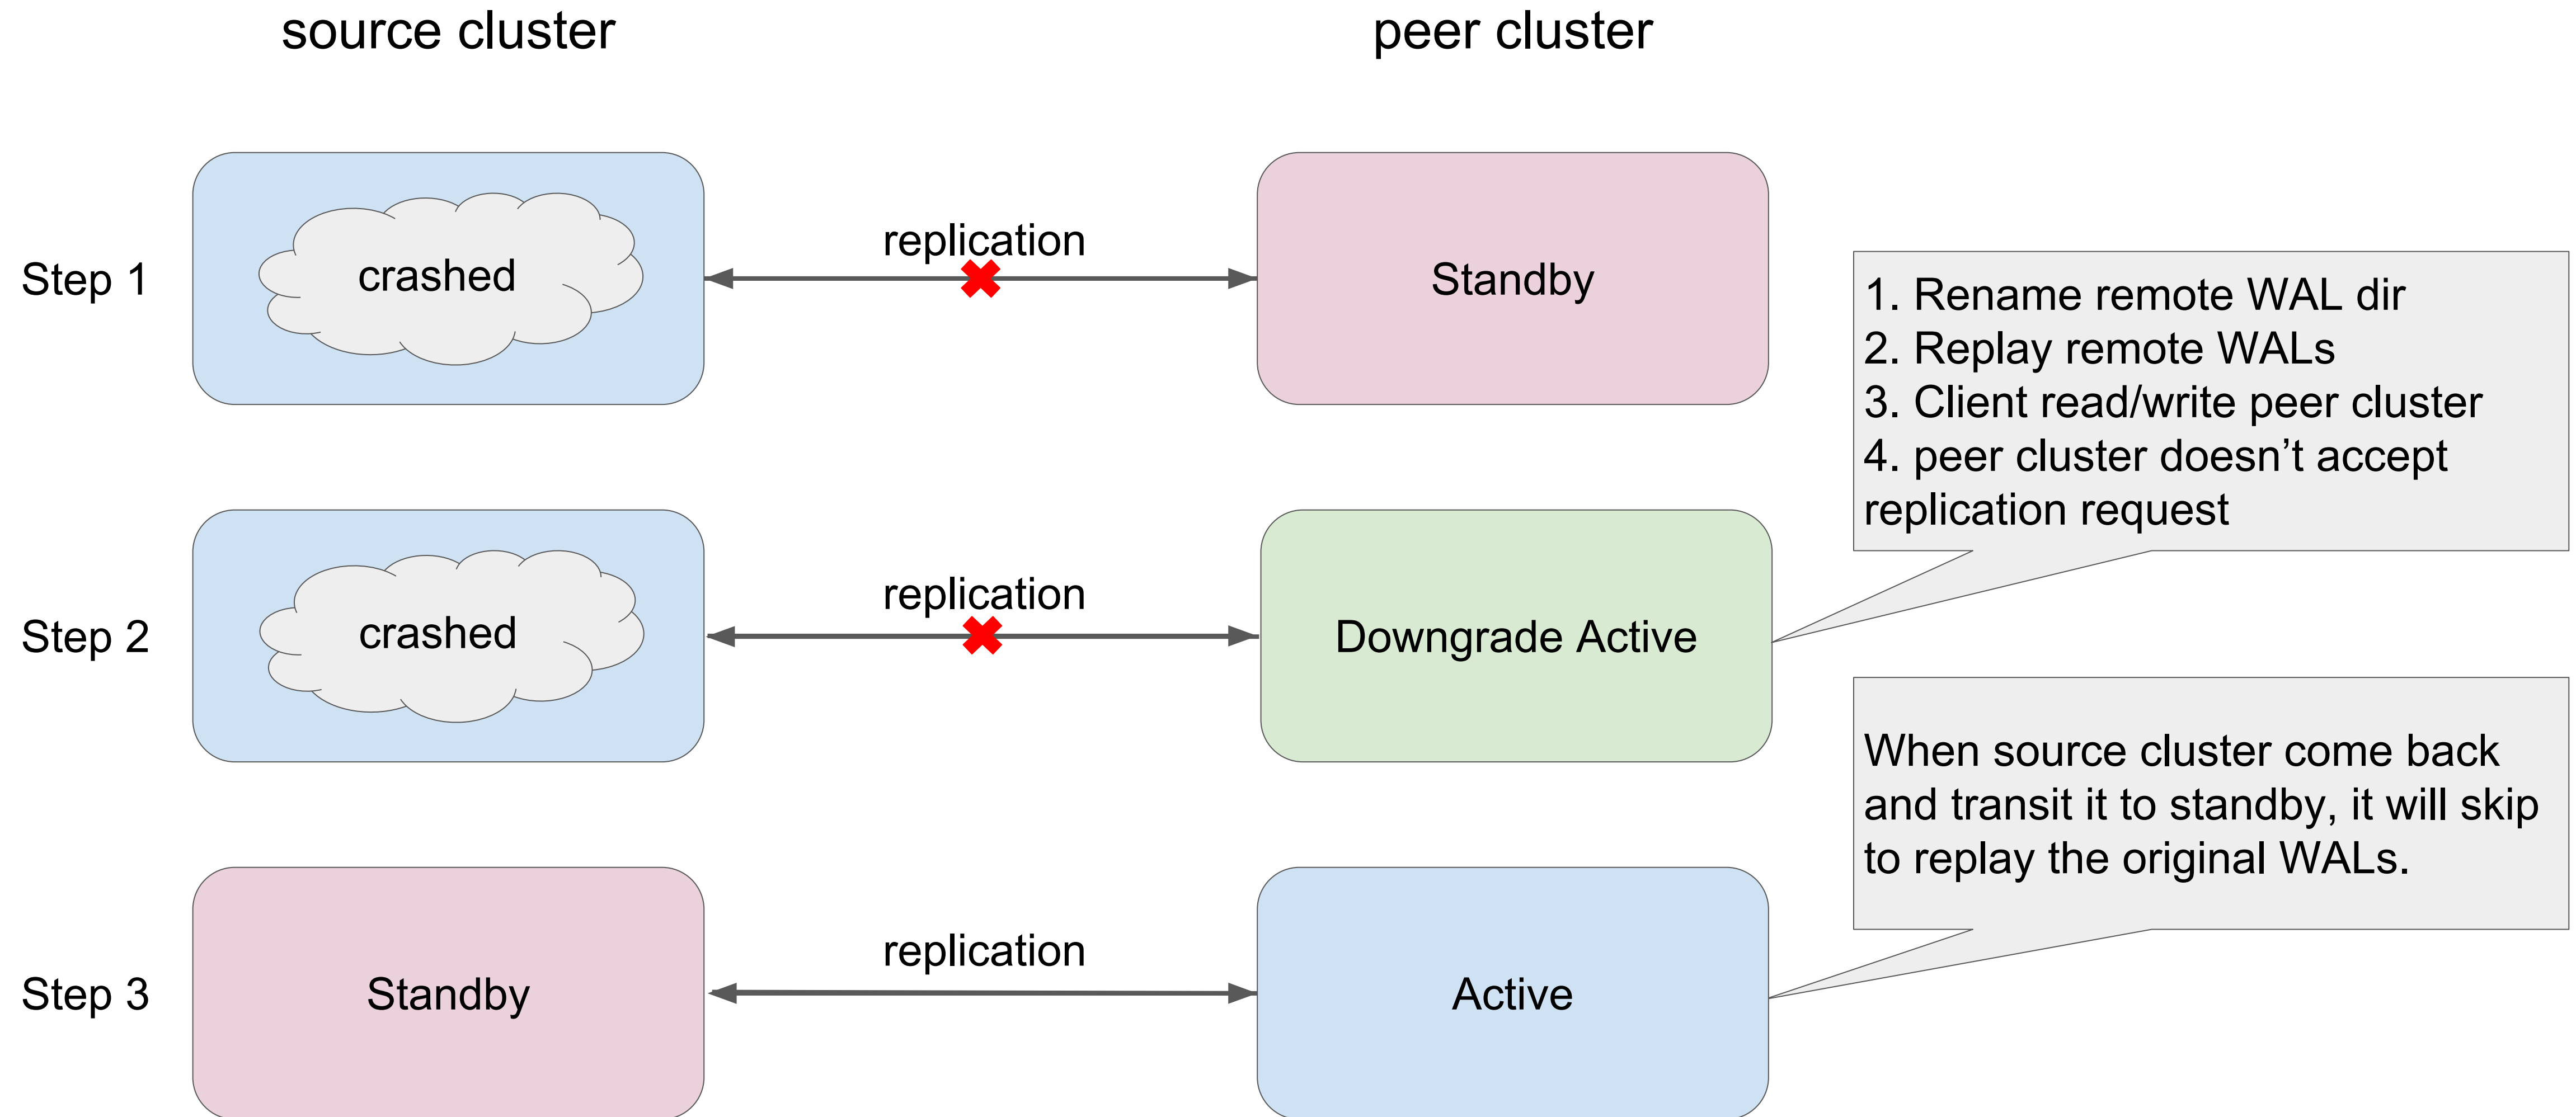 source cluster
peer cluster
Step 1
crashed
replication
Standby
1. Rename remote WAL dir
2. Replay remote WALs
3. Client read/write peer cluster
4. peer cluster doesn’t accept
replication request
Step 2
crashed
replication
Downgrade Active
When source cluster come back
and transit it to standby, it will skip
to replay the original WALs.
Step 3
Standby
replication
Active